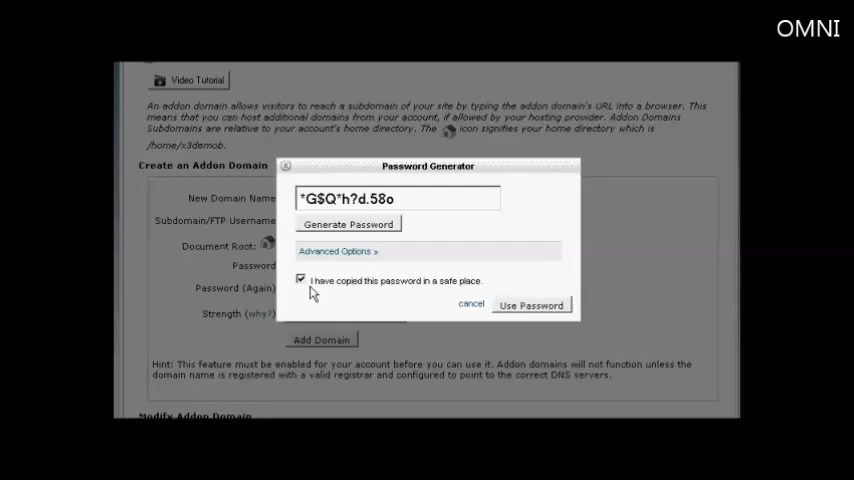 OMNI
Video Tutorial
An addon domain allows visitors to reach a subdomain of your site by typing the addon domain's URL into a browser. This
means that you can host additional domains from your account, if allowed by your hosting provider. Addon Domains
Subdomains are relative to your account's home directory. The icon signifies your home directory which is
/home/x3demob.
Create an Addon Domain
Password Generator
New Domain Name
*G$Q*h?d.58o
Subdomain/FTP Username
Generate Password
Document Root:
Advanced Options »
Password
I have copied this password in a safe place.
Password (Again)
cancel
Use Password
Strength (why?)
Add Domain
Hint: This feature must be enabled for your account before you can use it. Addon domains will not function unless the
domain name is registered with a valid registrar and configured to point to the correct DNS servers.
Modify Addon Domain